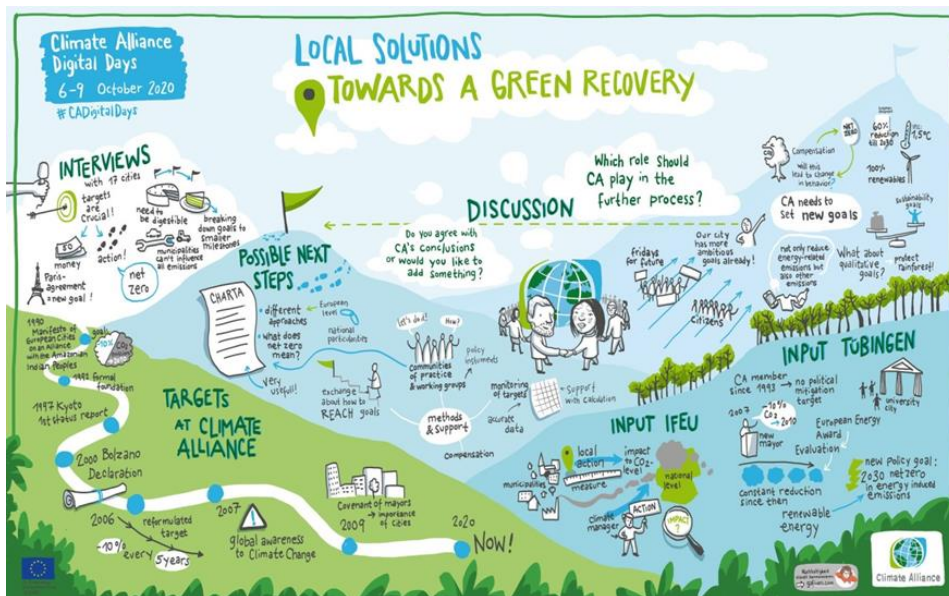 Climate Alliance
Digital Days
6-9 October 2020
#CADigitalDays
LOCAL SOLUTIONS
TOWARDS A GREEN RECOVERY
INTERVIEWS
with 17 cities
targets
are
crucial!
need to
be digestible
breaking
down goals to
smaller
milestones
money
action!
municipalities
can't influence
all emissions
Paris-
agreement
= new goal!
net
zero
1990
Manifesto of
European Cities
on an Alliance
with the Amazonian
Indian Peoples
goal:
CO2
1992 formal
foundation
1997 Kyoto
1st status report
2000 Bolzano
Declaration
TARGETS
AT CLIMATE
ALLIANCE
2006
reformulated
target
-10%
every
5 years
2007
global awareness
to Climate Change
Covenant of mayors
→ importance
of cities
2009
2020
NOW!
POSSIBLE NEXT
STEPS
CHARTA
different
approaches
European
level
what does
net zero
mean?
national
particularities
very
useful!
exchange
about how to
REACH goals
let's do it!
How?
communities
of practice
& working groups
policy
instruments
methods
& support
compensation
monitoring
of targets
accurate
data
Support
with calculation
DISCUSSION
Do you agree
with CA's conclusions
or would you like to
add something?
Which role should
CA play in the
further process?
fridays
for future
Our city
has more
ambitious
goals already!
citizens
Compensation
will this
lead to change
in behavior?
NET
ZERO
60%
reduction
till 2030
1,5°C
100%
renewables
CA needs to
set new goals
sustainability
goals
not only reduce
energy-related
emissions but
also other
emissions
What about
qualitative
goals?
protect
rainforest!
INPUT IFEU
municipalities
local
action
measure
impact
to CO2-
level
national
level
climate
manager
ACTION
IMPACT
?
INPUT TÜBINGEN
CA member
since 1993
→ no political
mitigation
target
university
city
2007
-70%
CO2
new
mayor
European Energy
Award
Evaluation
constant reduction
since then
new Policy goal:
2030 net zero
in energy induced
emissions
renewable
energy
Climate Alliance